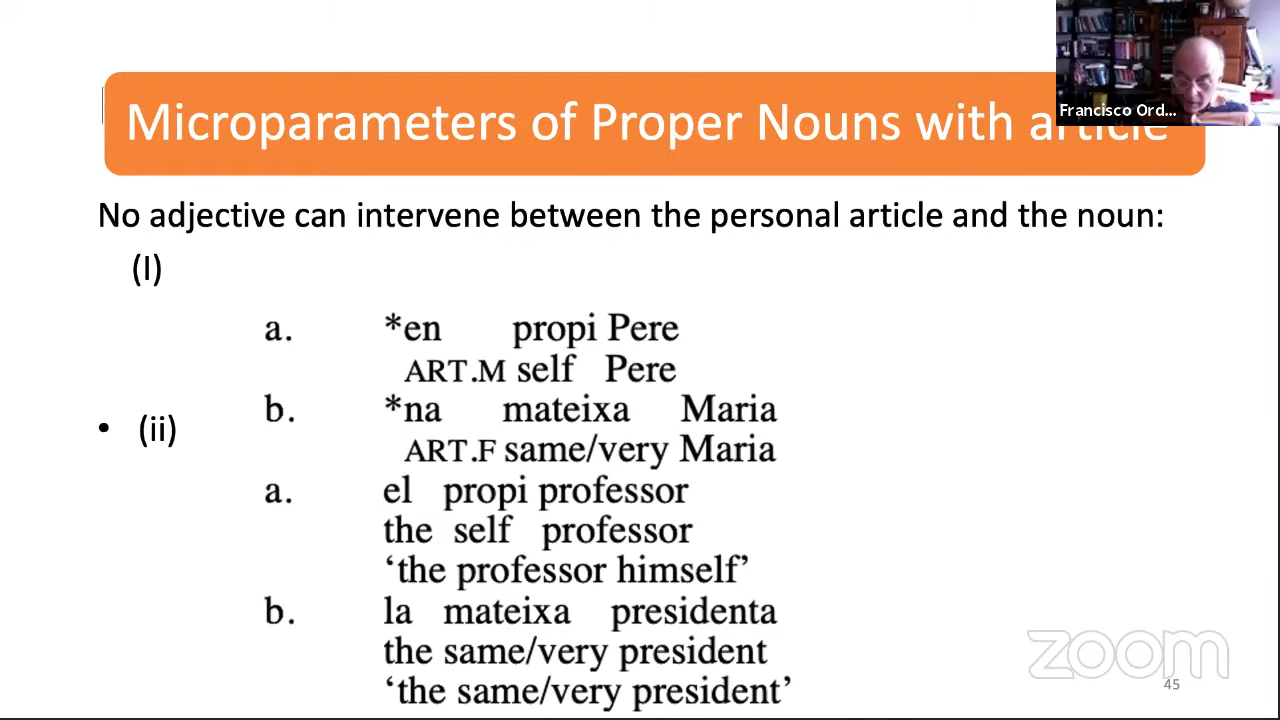 Francisco Ord...
Microparameters of Proper Nouns with article
No adjective can intervene between the personal article and the noun:
(I)
a. *en propi Pere
ART.M self Pere
b. *na mateixa Maria
• (ii)
ART.F same/very Maria
a. el propi professor
the self professor
‘the professor himself’
b. la mateixa presidenta
the same/very president
‘the same/very president’
zoom
45